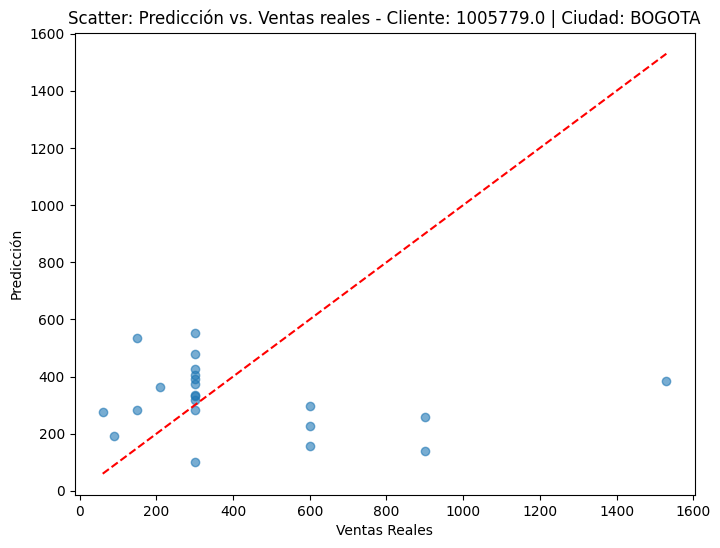 Scatter: Predicción vs. Ventas reales - Cliente: 1005779.0 | Ciudad: BOGOTA
1600
1400
1200
1000
800
600
400
200
0
Predicción
0 200 400 600 800 1000 1200 1400 1600
Ventas Reales